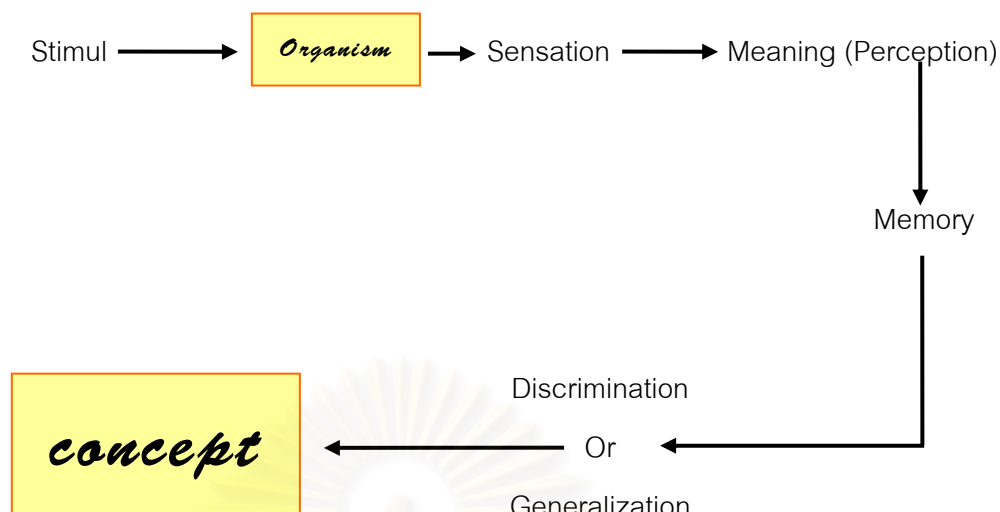 Stimul
Organism
Sensation
Meaning (Perception)
Memory
Discrimination
Or
Generalization
concept